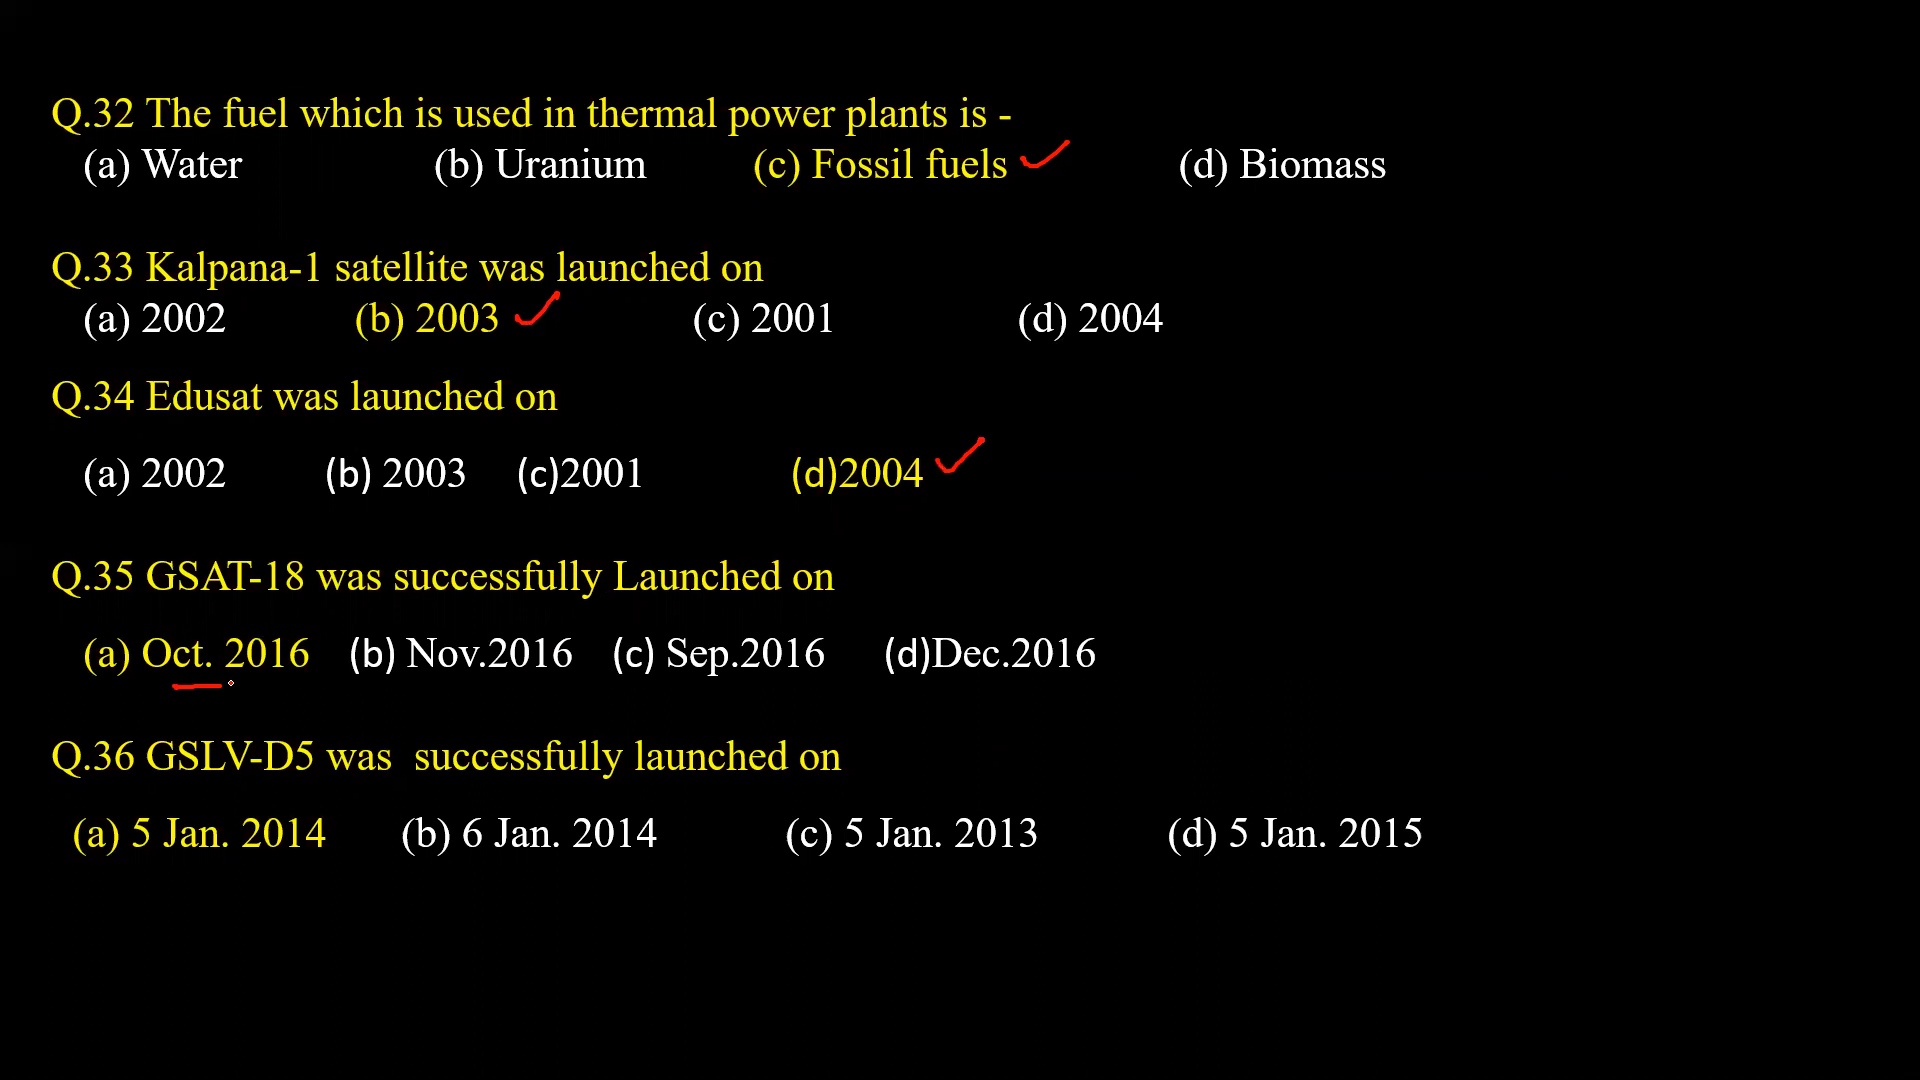 Q.32 The fuel which is used in thermal power plants is -
(a) Water (b) Uranium (c) Fossil fuels (d) Biomass
Q.33 Kalpana-1 satellite was launched on
(a) 2002 (b) 2003 (c) 2001 (d) 2004
Q.34 Edusat was launched on
(a) 2002 (b) 2003 (c)2001 (d)2004
Q.35 GSAT-18 was successfully Launched on
(a) Oct. 2016 (b) Nov.2016 (c) Sep.2016 (d)Dec.2016
Q.36 GSLV-D5 was  successfully launched on
(a) 5 Jan. 2014 (b) 6 Jan. 2014 (c) 5 Jan. 2013 (d) 5 Jan. 2015